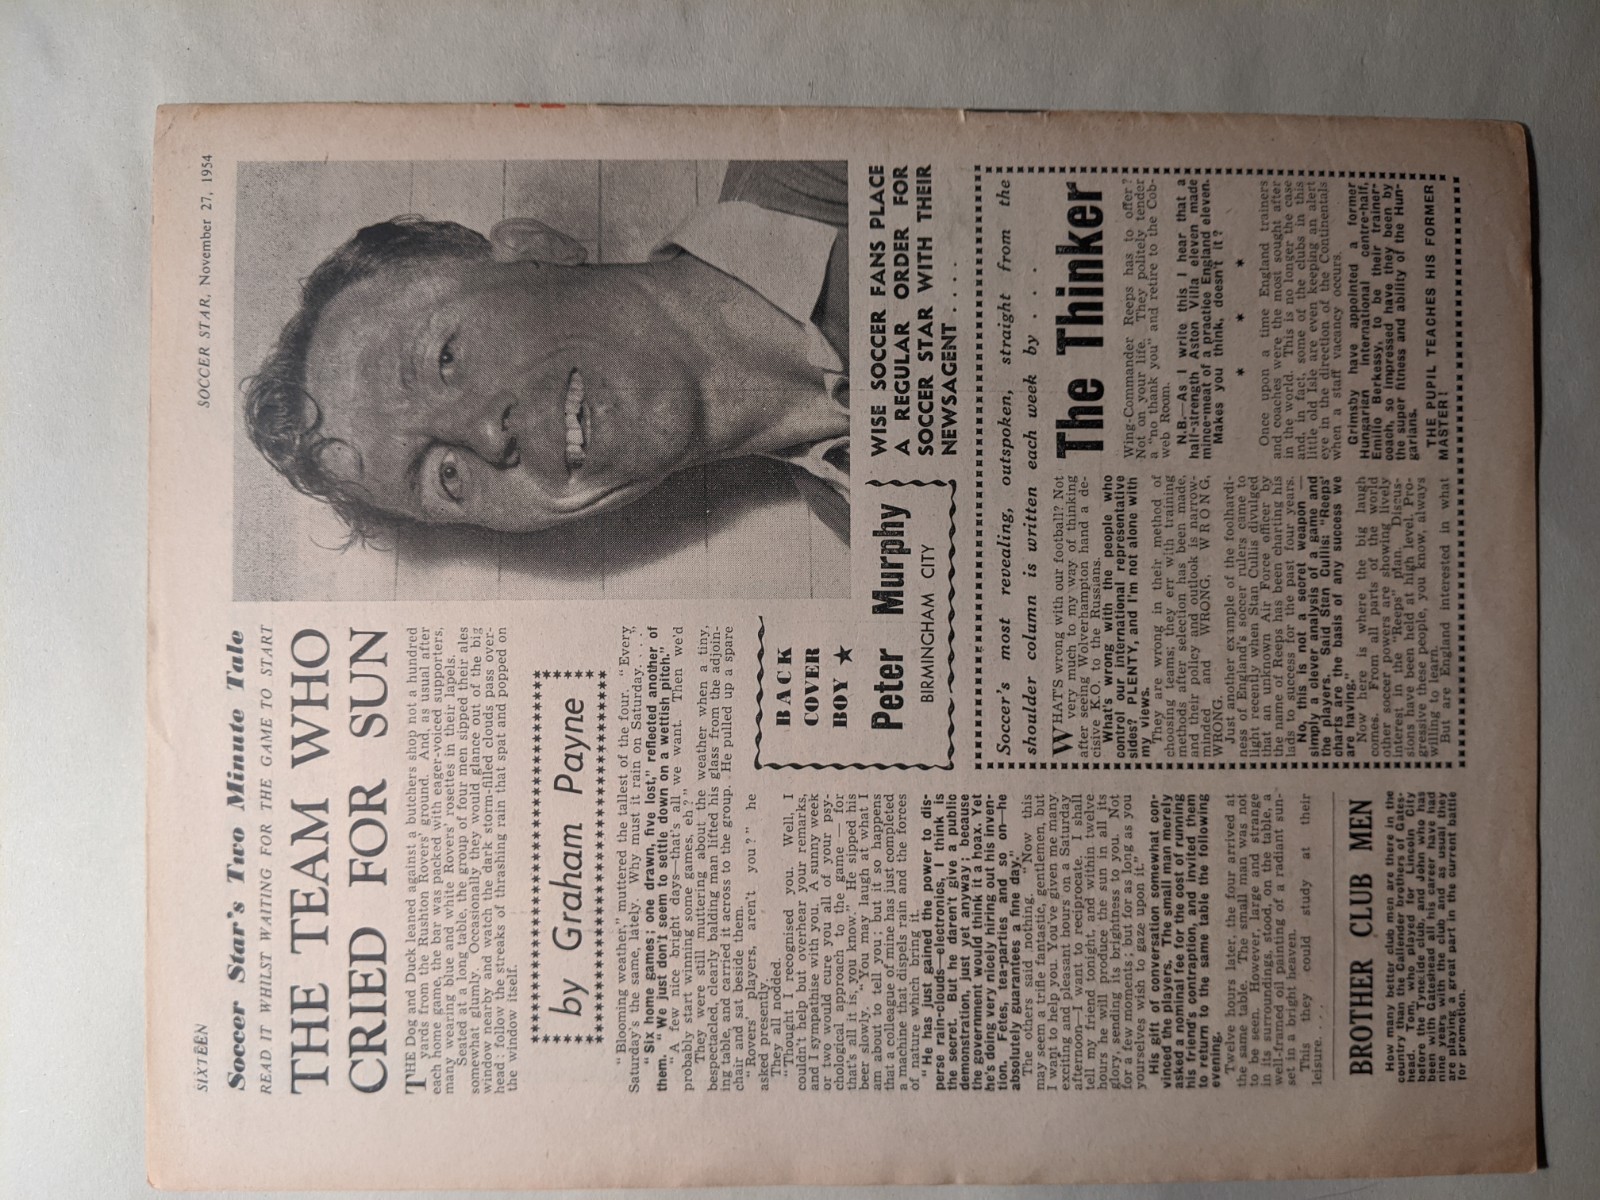 SIXTEEN
SOCCER STAR, November 27, 1954
Soccer Star's Two Minute Tale
READ IT WHILST WAITING FOR THE GAME TO START
THE TEAM WHO
CRIED FOR SUN
THE Dog and Duck leaned against a butchers shop not a hundred
yards from the Rushton Rovers' ground. And, as usual after
each home game, the bar was packed with eager-voiced supporters,
many wearing blue and white Rovers' rosettes in their lapels.
Seated at a long table, the group of four men sipped their ales
somewhat glumly. Occasionally they would glance out of the big
window near-by and watch the dark storm-filled clouds pass over-
head; follow the streaks of thrashing rain that spat and popped on
the window itself.
by Graham Payne
"Blooming weather," muttered the tallest of the four. "Every
Saturday's the same, lately. Why must it rain on Saturday. . . ."
"Six home games; one drawn, five lost," reflected another of
them. "We just don't seem to settle down on a wettish pitch."
"A few nice bright days—that's all we want. Then we'd
probably start winning some games, eh?"
They were still muttering about the weather when a tiny,
bespectacled, clearly balding man lifted his glass from the adjoin-
ing table, and carried it across to the group. He pulled up a spare
chair and sat beside them.
"Rovers' players, aren't you?" he
asked presently.
They all nodded.
"Thought I recognised you. Well, I
couldn't help but overhear your remarks,
and I sympathise with you. A sunny week
or two would cure you all of your psy-
chological approach to the game — for
that's all it is, you know." He sipped his
beer slowly. "You may laugh at what I
am about to tell you; but it so happens
that a colleague of mine has just completed
a machine that dispels rain and the forces
of nature which bring it.
"He has just gained the power to dis-
perse rain-clouds—electronics, I think is
the secret. But he daren't give a public
demonstration, just yet anyway, because
the government would think it a hoax. Yet
he's doing very nicely hiring out his inven-
tion. Fetes, tea-parties and so on—he
absolutely guarantees a fine day."
The others said nothing. "Now this
may seem a trifle fantastic, gentlemen, but
I want to help you. You've given me many
exciting and pleasant hours on a Saturday
afternoon—I want to reciprocate. I shall
tell my friend tonight, and within twelve
hours he will produce the sun in all its
glory, sending its brightness to you. Not
for a few moments; but for as long as you
yourselves wish to gaze upon it."
His gift of conversation somewhat con-
vinced the players. The small man merely
asked a nominal fee for the cost of running
his friend's contraption, and invited them
to return to the same table the following
evening.
Twelve hours later, the four arrived at
the same table. The small man was not
to be seen. However, large and strange
in its surroundings, stood, on the table, a
well-framed oil painting of a radiant sun-
set in a bright heaven.
This they could study at their
leisure. . . .
BROTHER CLUB MEN
How many better club men are there in the
country than the Callender brothers of Gates-
head. Tom, who played for Lincoln City
before the Tyneside club, and John who has
been with Gateshead all his career have had
nine years with the club and as usual they
are playing a great part in the current battle
for promotion.
BACK
COVER
BOY ★
Peter Murphy
BIRMINGHAM CITY
WISE SOCCER FANS PLACE
A REGULAR ORDER FOR
SOCCER STAR WITH THEIR
NEWSAGENT . . . .
Soccer's most revealing, outspoken, straight from the
shoulder column is written each week by . . . .
The Thinker
WHAT'S wrong with our football? Not
very much to my way of thinking
after seeing Wolverhampton hand a de-
cisive K.O. to the Russians.
What's wrong with the people who
control our international representative
sides? PLENTY, and I'm not alone with
my views.
They are wrong in their method of
choosing teams; they err with training
methods after selection has been made,
and their policy and outlook is narrow-
minded and WRONG, WRONG,
WRONG.
Just another example of the foolhardi-
ness of England's soccer rulers came to
light recently when Stan Cullis divulged
that an unknown Air Force officer by
the name of Reeps has been charting his
lads to success for the past four years.
No, this is not a secret weapon —
simply a clever analysis of a game and
the players. Said Stan Cullis: "Reeps'
charts are the basis of any success we
are having."
Now here is where the big laugh
comes. From all parts of the world
other soccer powers are showing lively
interest in the "Reeps" plan. Discus-
sions have been held at high level. Pro-
gressive these people, you know, always
willing to learn.
But are England interested in what
Wing-Commander Reeps has to offer?
Not on your life. They politely tender
a "no thank you" and retire to the Cob-
web Room.
N.B.—As I write this I hear that a
half-strength Aston Villa eleven made
mince-meat of a practice England eleven.
Makes you think, doesn't it?
* * *
Once upon a time England trainers
and coaches were the most sought after
in the world. This is no longer the case
and, in fact, some of the clubs in this
little old Isle are even keeping an alert
eye in the direction of the Continentals
when a staff vacancy occurs.
Grimsby have appointed a former
Hungarian international centre-half,
Emilio Berkessy, to be their trainer-
coach, so impressed have they been by
the super fitness and ability of the Hun-
garians.
THE PUPIL TEACHES HIS FORMER
MASTER!